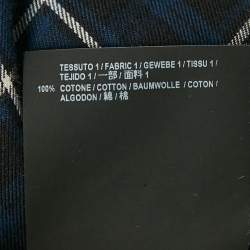 TESSUTO 1 / FABRIC 1 / GEWEBE 1 / TISSU 1 /
TEJIDO 1 / 一部 / 面料 1
100% COTONE / COTTON / BAUMWOLLE / COTON /
ALGODON / 綿 / 棉